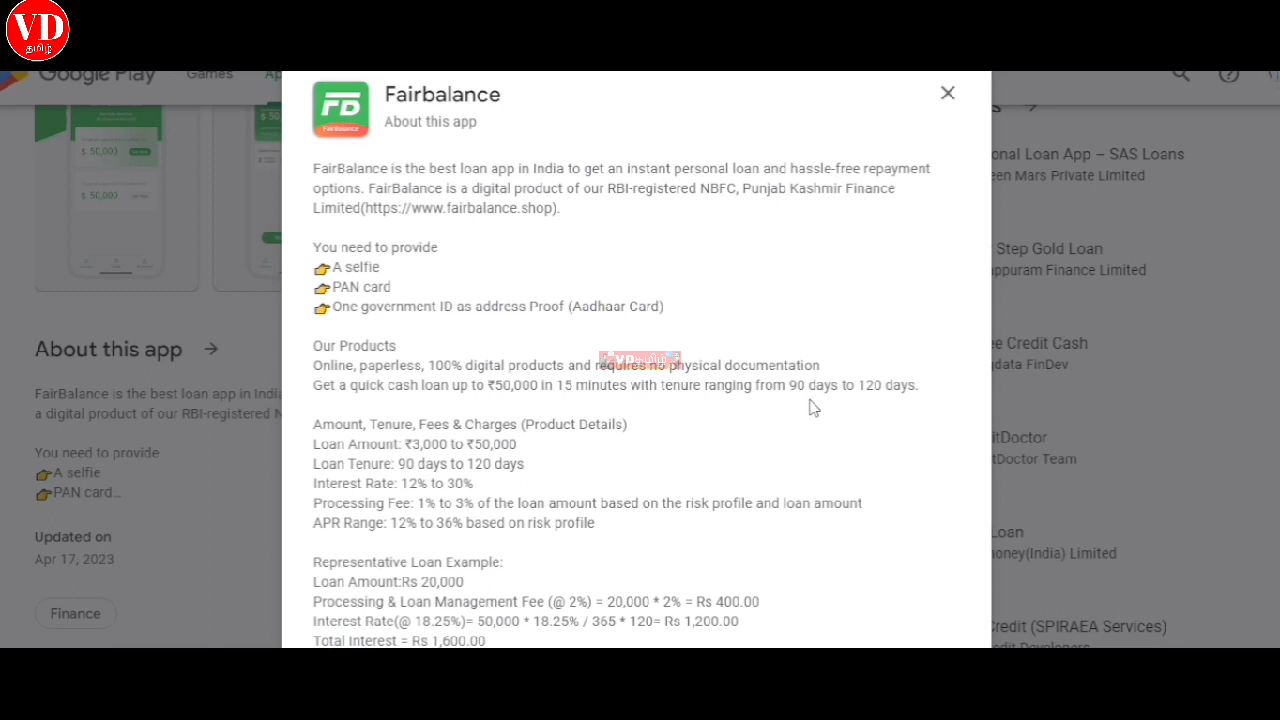 VD
தமிழ்
Google Play
Games
Fairbalance
About this app
FairBalance is the best loan app in India to get an instant personal loan and hassle-free repayment
options. FairBalance is a digital product of our RBI-registered NBFC, Punjab Kashmir Finance
Limited(https://www.fairbalance.shop).
You need to provide
👉A selfie
👉PAN card
👉One government ID as address Proof (Aadhaar Card)
Our Products
Online, paperless, 100% digital products and requires no physical documentation
VDதமிழ்
Get a quick cash loan up to ₹50,000 in 15 minutes with tenure ranging from 90 days to 120 days.
Amount, Tenure, Fees & Charges (Product Details)
Loan Amount: ₹3,000 to ₹50,000
Loan Tenure: 90 days to 120 days
Interest Rate: 12% to 30%
Processing Fee: 1% to 3% of the loan amount based on the risk profile and loan amount
APR Range: 12% to 36% based on risk profile
Representative Loan Example:
Loan Amount:Rs 20,000
Processing & Loan Management Fee (@ 2%) = 20,000 * 2% = Rs 400.00
Interest Rate(@ 18.25%)= 50,000 * 18.25% / 365 * 120= Rs 1,200.00
Total Interest = Rs 1,600.00
$ 50,000
$ 50,000
About this app
FairBalance is the best loan app in India
a digital product of our RBI-registered
You need to provide
👉A selfie
👉PAN card...
Updated on
Apr 17, 2023
Finance
Loan App – SAS Loans
Mars Private Limited
Step Gold Loan
Finance Limited
Credit Cash
FinDev
Team
Loan
Limited
(SPIRAEA Services)